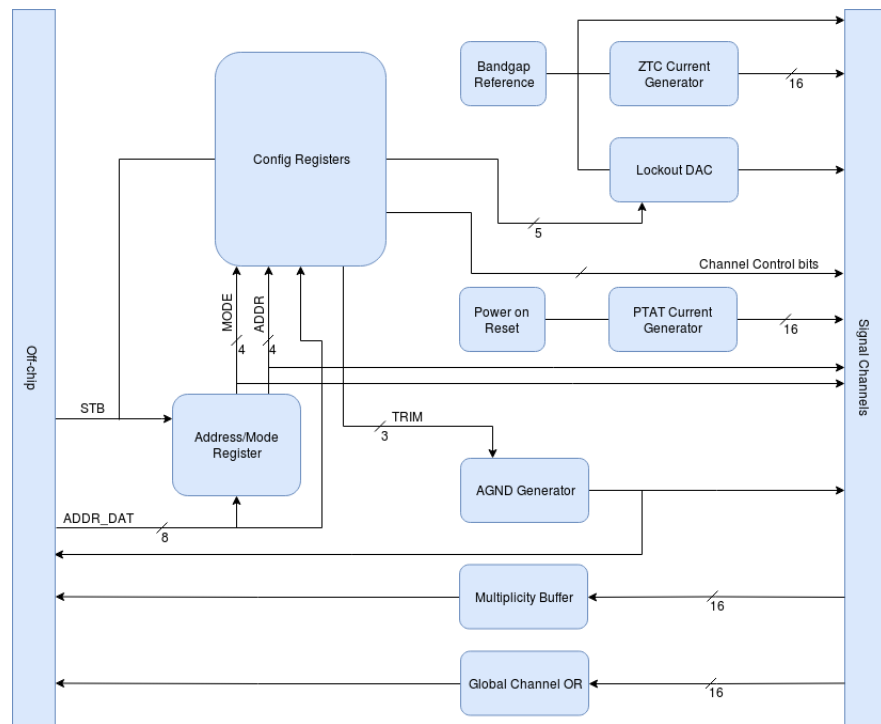 Bandgap
Reference
ZTC Current
Generator
16
Config Registers
Lockout DAC
5
Channel Control bits
MODE
ADDR
4
4
Power on
Reset
PTAT Current
Generator
16
Off-chip
Signal Channels
STB
Address/Mode
Register
TRIM
3
AGND Generator
ADDR_DAT
8
Multiplicity Buffer
16
Global Channel OR
16